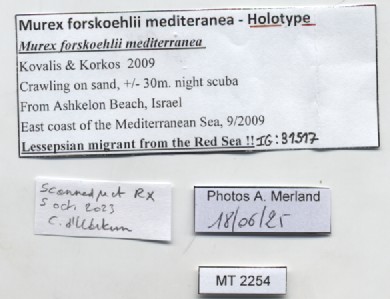 Murex forskoehlii mediteranea - Holotype
Murex forskoehlii mediterranea
Kovalis & Korkos 2009
Crawling on sand, +/- 30m. night scuba
From Ashkelon Beach, Israel
East coast of the Mediterranean Sea, 9/2009
Lessepsian migrant from the Red Sea !! IG: 31517
Scanned µct RX
5 oct. 2023
C.
Photos A. Merland
18/06/25
MT 2254